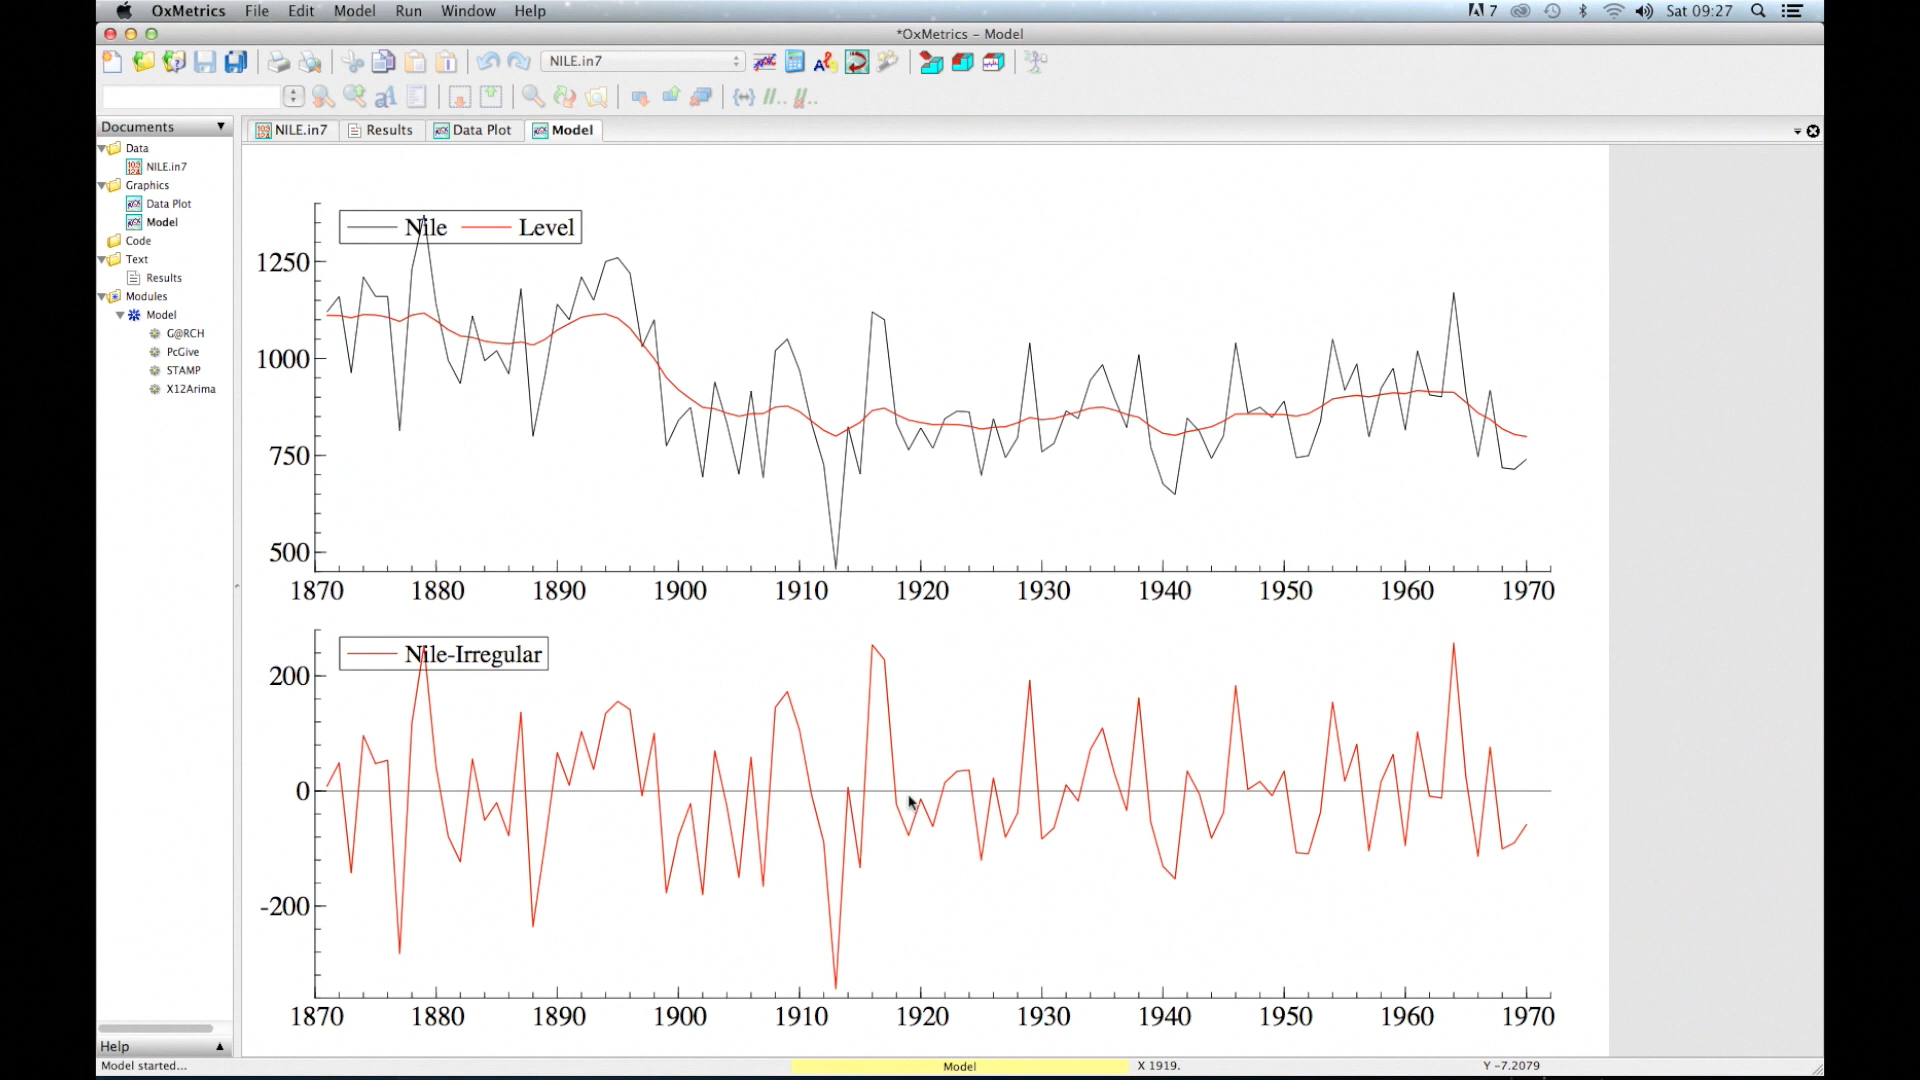 OxMetrics File Edit Model Run Window Help 7 Sat 09:27
*OxMetrics - Model
NILE.in7
Documents
NILE.in7 Results Data Plot Model
Data
NILE.in7
Graphics
Data Plot
Model
Code
Text
Results
Modules
Model
G@RCH
PcGive
STAMP
X12Arima
Nile Level
1250
1000
750
500
1870 1880 1890 1900 1910 1920 1930 1940 1950 1960 1970
Nile-Irregular
200
0
-200
1870 1880 1890 1900 1910 1920 1930 1940 1950 1960 1970
Help
Model started... Model X 1919. Y -7.2079